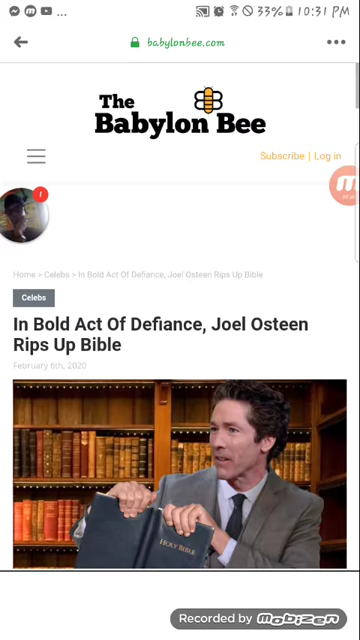 33% 10:31 PM
babylonbee.com
The
Babylon Bee
Subscribe | Log in
1
Home > Celebs > In Bold Act Of Defiance, Joel Osteen Rips Up Bible
Celebs
In Bold Act Of Defiance, Joel Osteen
Rips Up Bible
February 6th, 2020
HOLY BIBLE
Recorded by Mobizen